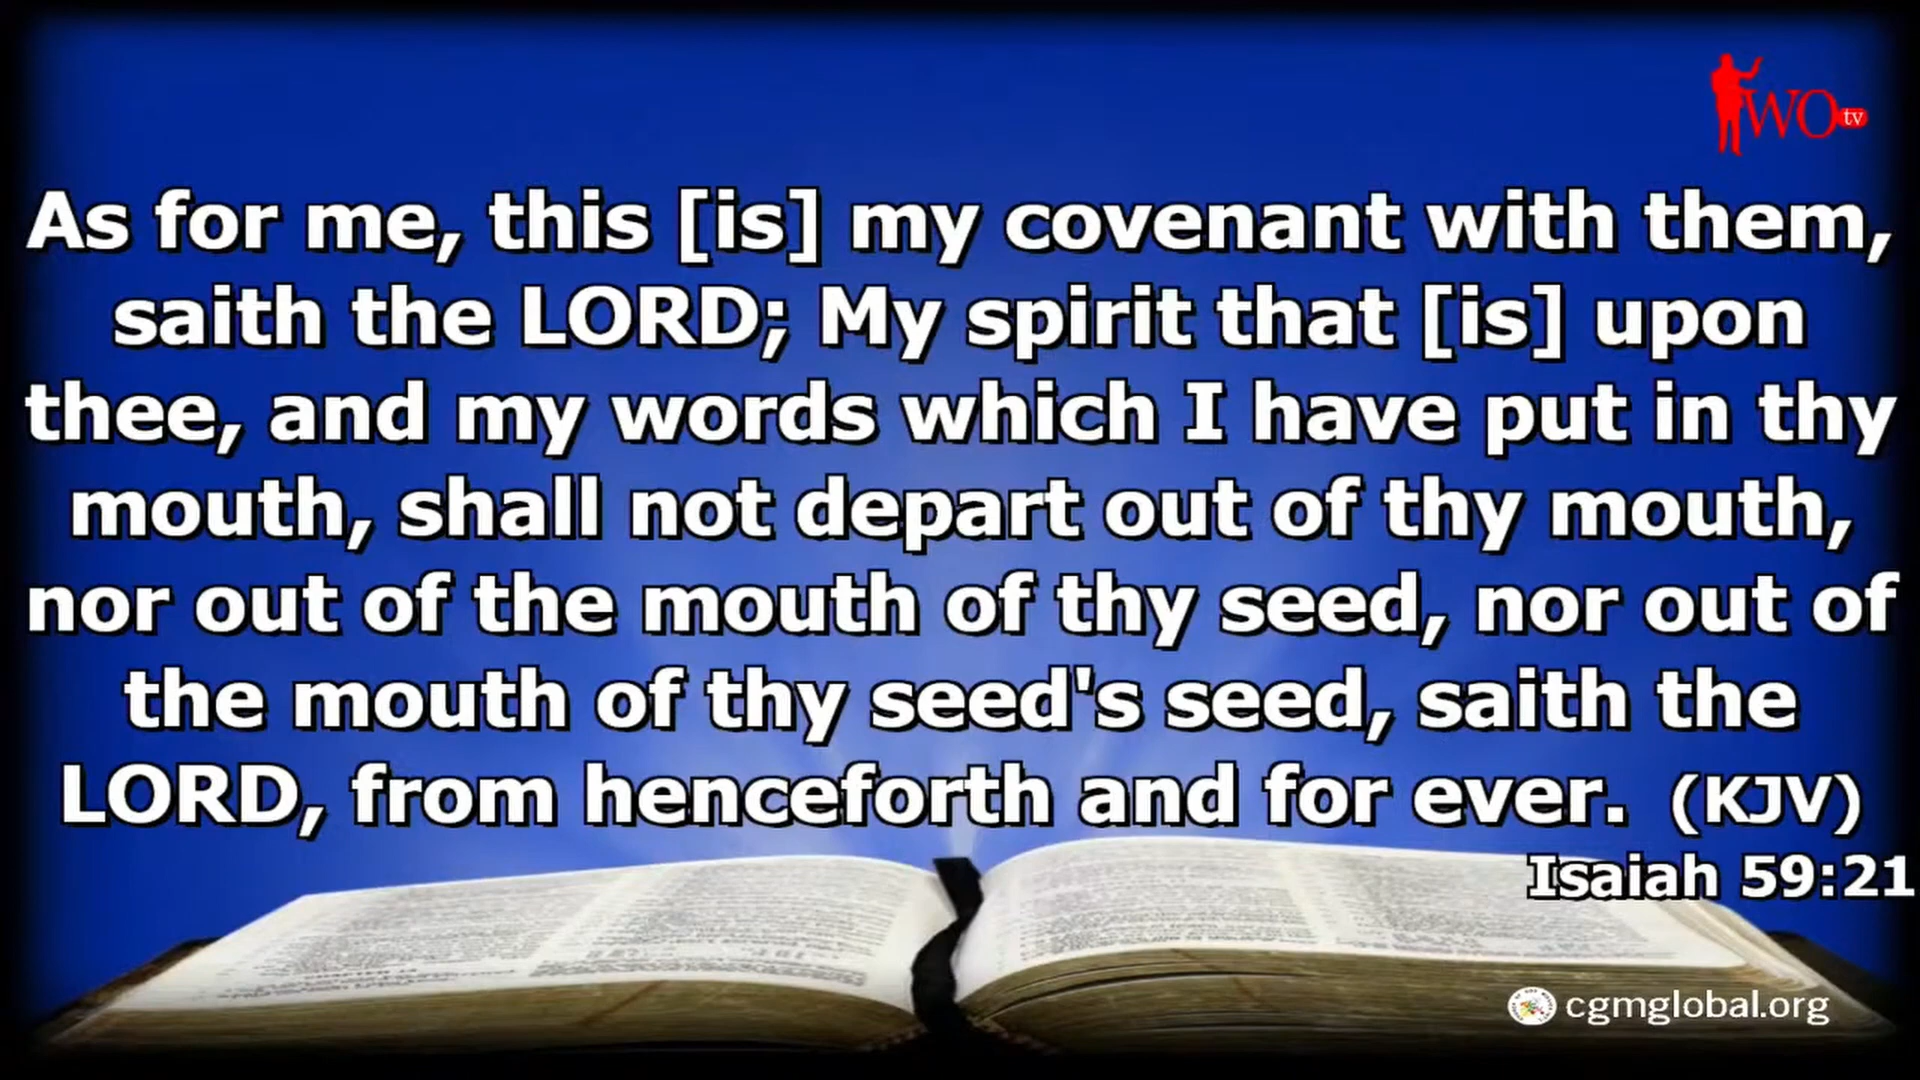 WO tv
As for me, this [is] my covenant with them,
saith the LORD; My spirit that [is] upon
thee, and my words which I have put in thy
mouth, shall not depart out of thy mouth,
nor out of the mouth of thy seed, nor out of
the mouth of thy seed's seed, saith the
LORD, from henceforth and for ever. (KJV)
Isaiah 59:21
cgmglobal.org